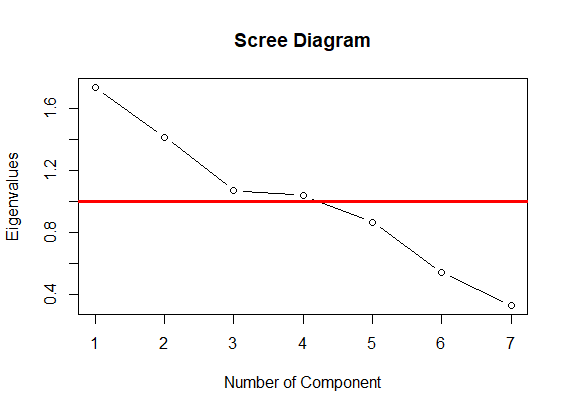 Scree Diagram
Eigenvalues
1.6
1.2
0.8
0.4
1 2 3 4 5 6 7
Number of Component